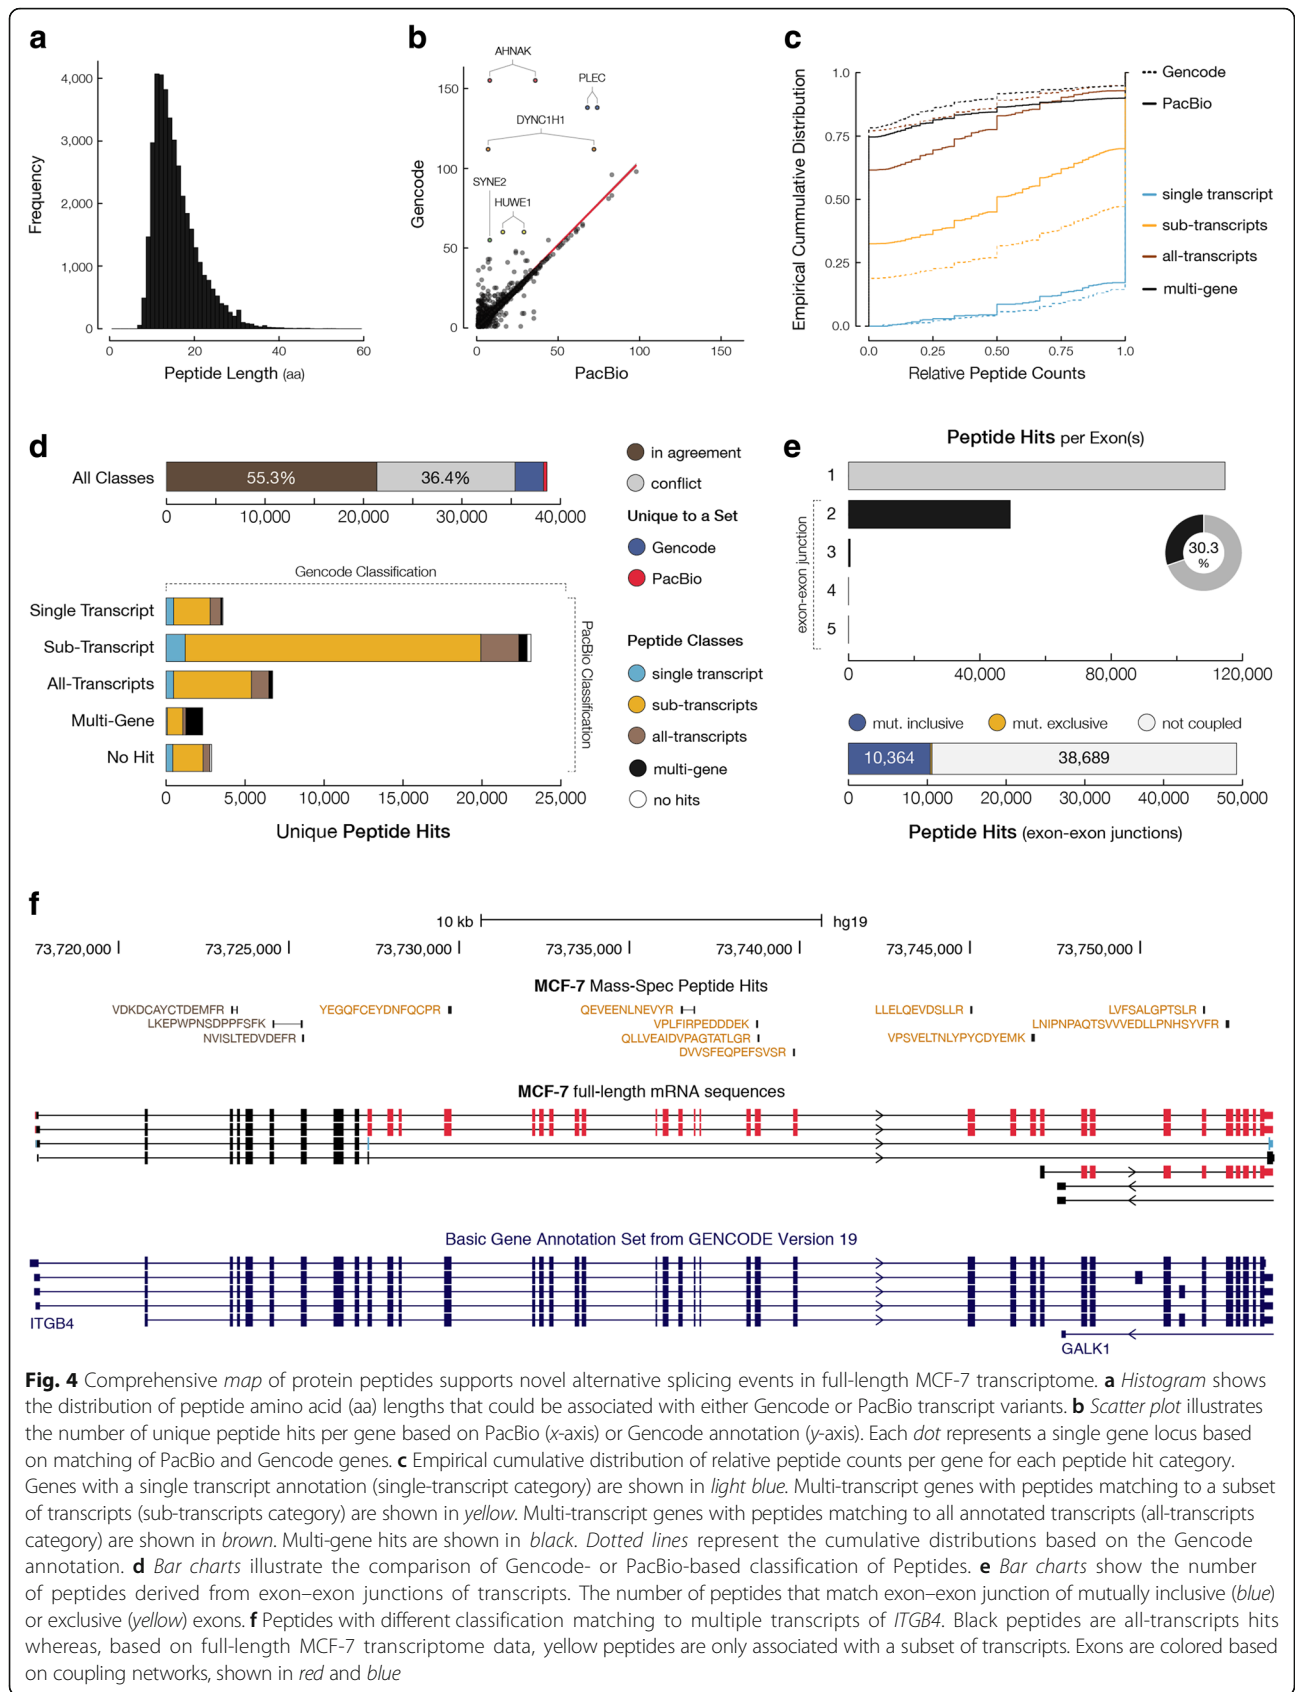 a
Frequency
4,000
3,000
2,000
1,000
0
0
20
40
60
Peptide Length (aa)
b
Gencode
AHNAK
PLEC
DYNC1H1
SYNE2
HUWE1
150
100
50
0
0
50
100
150
PacBio
c
Empirical Cummulative Distribution
1.0
0.75
0.50
0.25
0.0
0.0
0.25
0.50
0.75
1.0
Relative Peptide Counts
Gencode
PacBio
single transcript
sub-transcripts
all-transcripts
multi-gene
d
All Classes
55.3%
36.4%
0
10,000
20,000
30,000
40,000
in agreement
conflict
Unique to a Set
Gencode
PacBio
Gencode Classification
PacBio Classification
Single Transcript
Sub-Transcript
All-Transcripts
Multi-Gene
No Hit
0
5,000
10,000
15,000
20,000
25,000
Unique Peptide Hits
Peptide Classes
single transcript
sub-transcripts
all-transcripts
multi-gene
no hits
e
Peptide Hits per Exon(s)
exon-exon junction
1
2
3
4
5
30.3
%
0
40,000
80,000
120,000
mut. inclusive
mut. exclusive
not coupled
10,364
38,689
0
10,000
20,000
30,000
40,000
50,000
Peptide Hits (exon-exon junctions)
f
10 kb
hg19
73,720,000
73,725,000
73,730,000
73,735,000
73,740,000
73,745,000
73,750,000
MCF-7 Mass-Spec Peptide Hits
VDKDCAYCTDEMFR
YEGQFCEYDNFQCPR
QEVEENLNEVYR
LLELQEVDSLLR
LVFSALGPTSLR
LKEPWPNSDPPFSFK
VPLFIRPEDDDEK
LNIPNPAQTSVVVEDLLPNHSYVFR
NVISLTEDVDEFR
QLLVEAIDVPAGTATLGR
VPSVELTNLYPYCDYEMK
DVVSFEQPEFSVSR
MCF-7 full-length mRNA sequences
Basic Gene Annotation Set from GENCODE Version 19
ITGB4
GALK1
Fig. 4 Comprehensive map of protein peptides supports novel alternative splicing events in full-length MCF-7 transcriptome. a Histogram shows
the distribution of peptide amino acid (aa) lengths that could be associated with either Gencode or PacBio transcript variants. b Scatter plot illustrates
the number of unique peptide hits per gene based on PacBio (x-axis) or Gencode annotation (y-axis). Each dot represents a single gene locus based
on matching of PacBio and Gencode genes. c Empirical cumulative distribution of relative peptide counts per gene for each peptide hit category.
Genes with a single transcript annotation (single-transcript category) are shown in light blue. Multi-transcript genes with peptides matching to a subset
of transcripts (sub-transcripts category) are shown in yellow. Multi-transcript genes with peptides matching to all annotated transcripts (all-transcripts
category) are shown in brown. Multi-gene hits are shown in black. Dotted lines represent the cumulative distributions based on the Gencode
annotation. d Bar charts illustrate the comparison of Gencode- or PacBio-based classification of Peptides. e Bar charts show the number
of peptides derived from exon–exon junctions of transcripts. The number of peptides that match exon–exon junction of mutually inclusive (blue)
or exclusive (yellow) exons. f Peptides with different classification matching to multiple transcripts of ITGB4. Black peptides are all-transcripts hits
whereas, based on full-length MCF-7 transcriptome data, yellow peptides are only associated with a subset of transcripts. Exons are colored based
on coupling networks, shown in red and blue